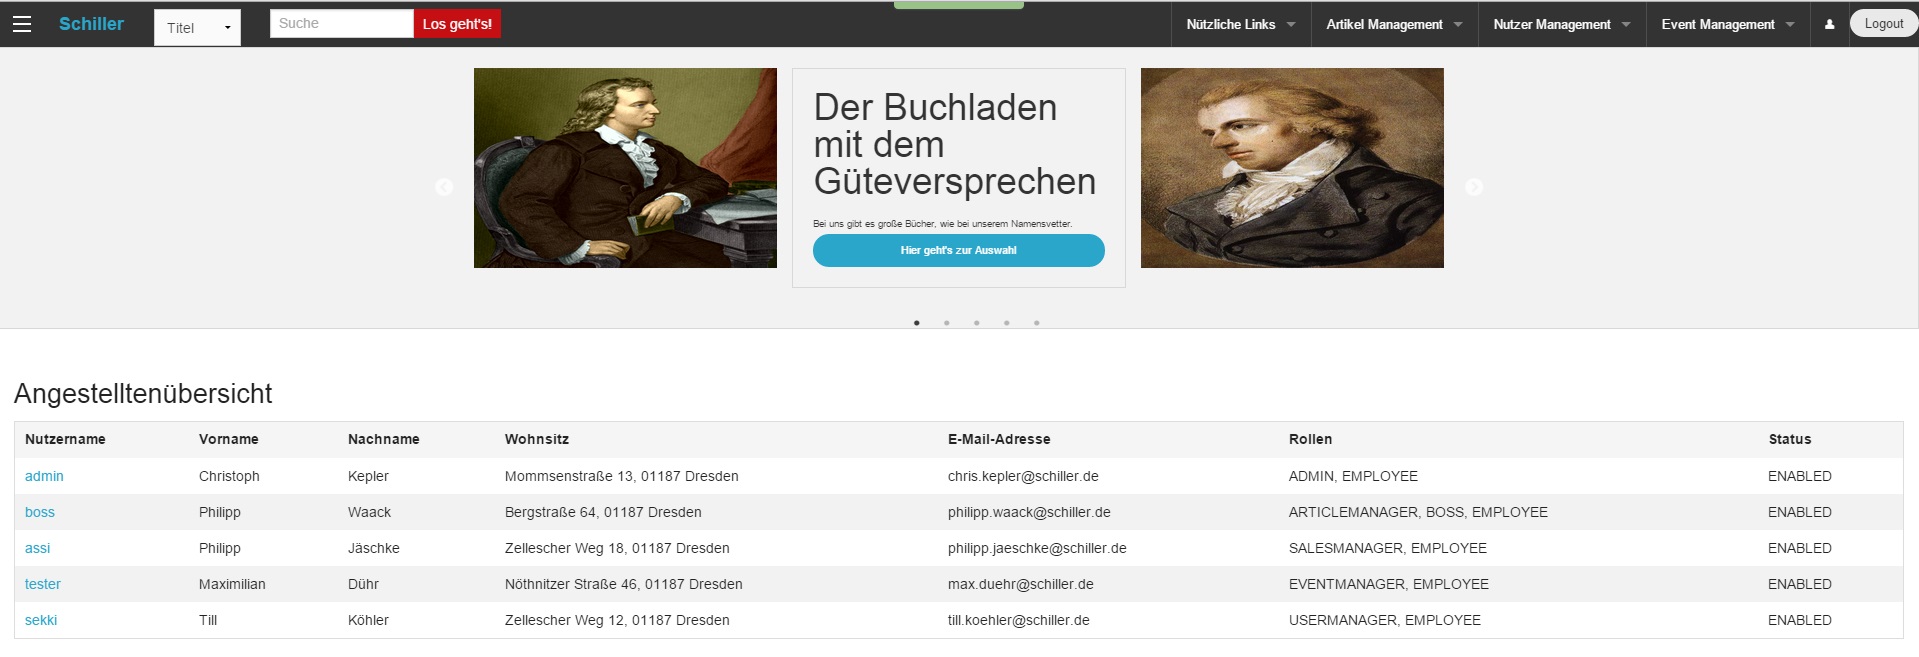 Schiller Titel Suche Los geht's! Nützliche Links Artikel Management Nutzer Management Event Management Logout
Der Buchladen
mit dem
Güteversprechen
Bei uns gibt es große Bücher, wie bei unserem Namensvetter.
Hier geht's zur Auswahl
Angestelltenübersicht
Nutzername Vorname Nachname Wohnsitz E-Mail-Adresse Rollen Status
admin Christoph Kepler Mommsenstraße 13, 01187 Dresden chris.kepler@schiller.de ADMIN, EMPLOYEE ENABLED
boss Philipp Waack Bergstraße 64, 01187 Dresden philipp.waack@schiller.de ARTICLEMANAGER, BOSS, EMPLOYEE ENABLED
assi Philipp Jäschke Zellescher Weg 18, 01187 Dresden philipp.jaeschke@schiller.de SALESMANAGER, EMPLOYEE ENABLED
tester Maximilian Dühr Nöthnitzer Straße 46, 01187 Dresden max.duehr@schiller.de EVENTMANAGER, EMPLOYEE ENABLED
sekki Till Köhler Zellescher Weg 12, 01187 Dresden till.koehler@schiller.de USERMANAGER, EMPLOYEE ENABLED